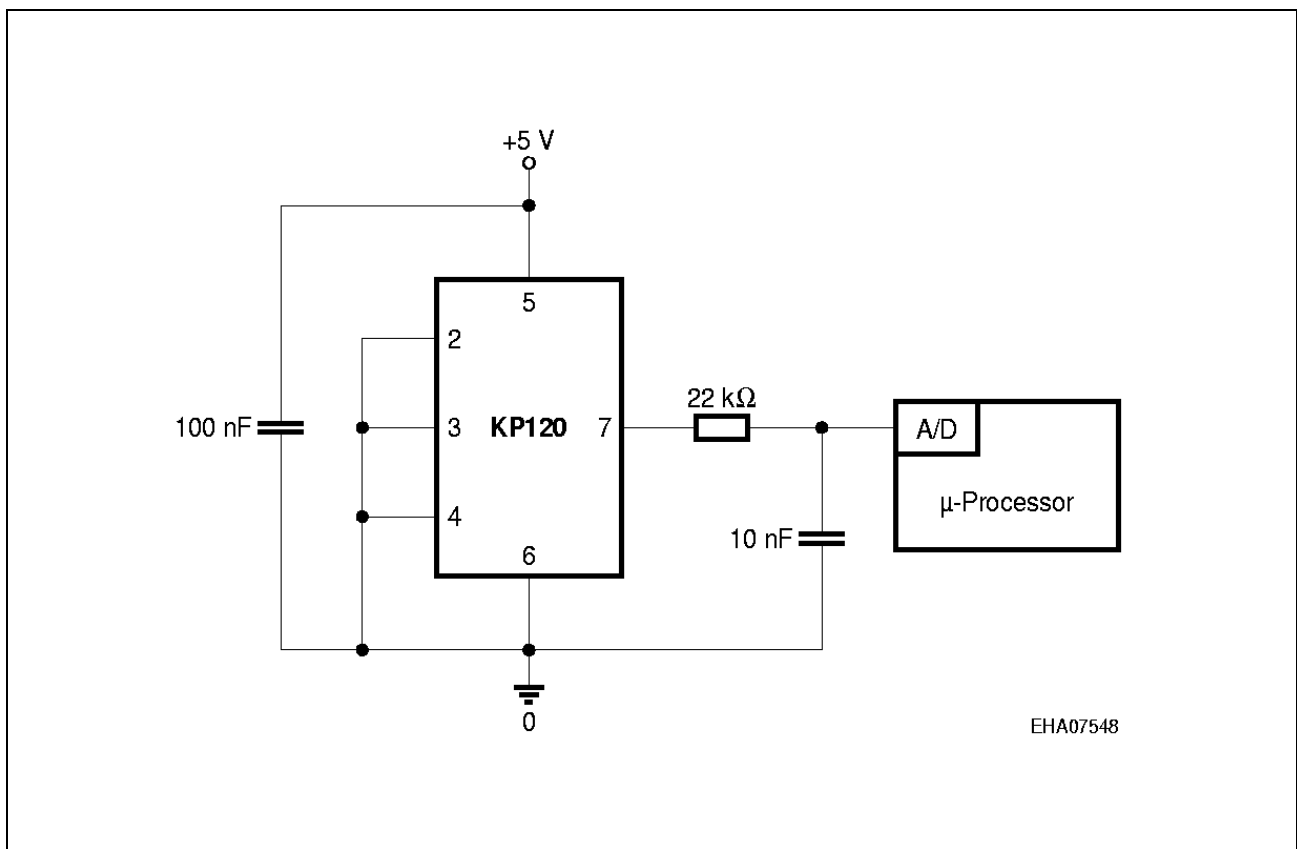 +5 V
5
2
100 nF
3
KP120
7
22 kΩ
A/D
µ-Processor
4
10 nF
6
0
EHA07548